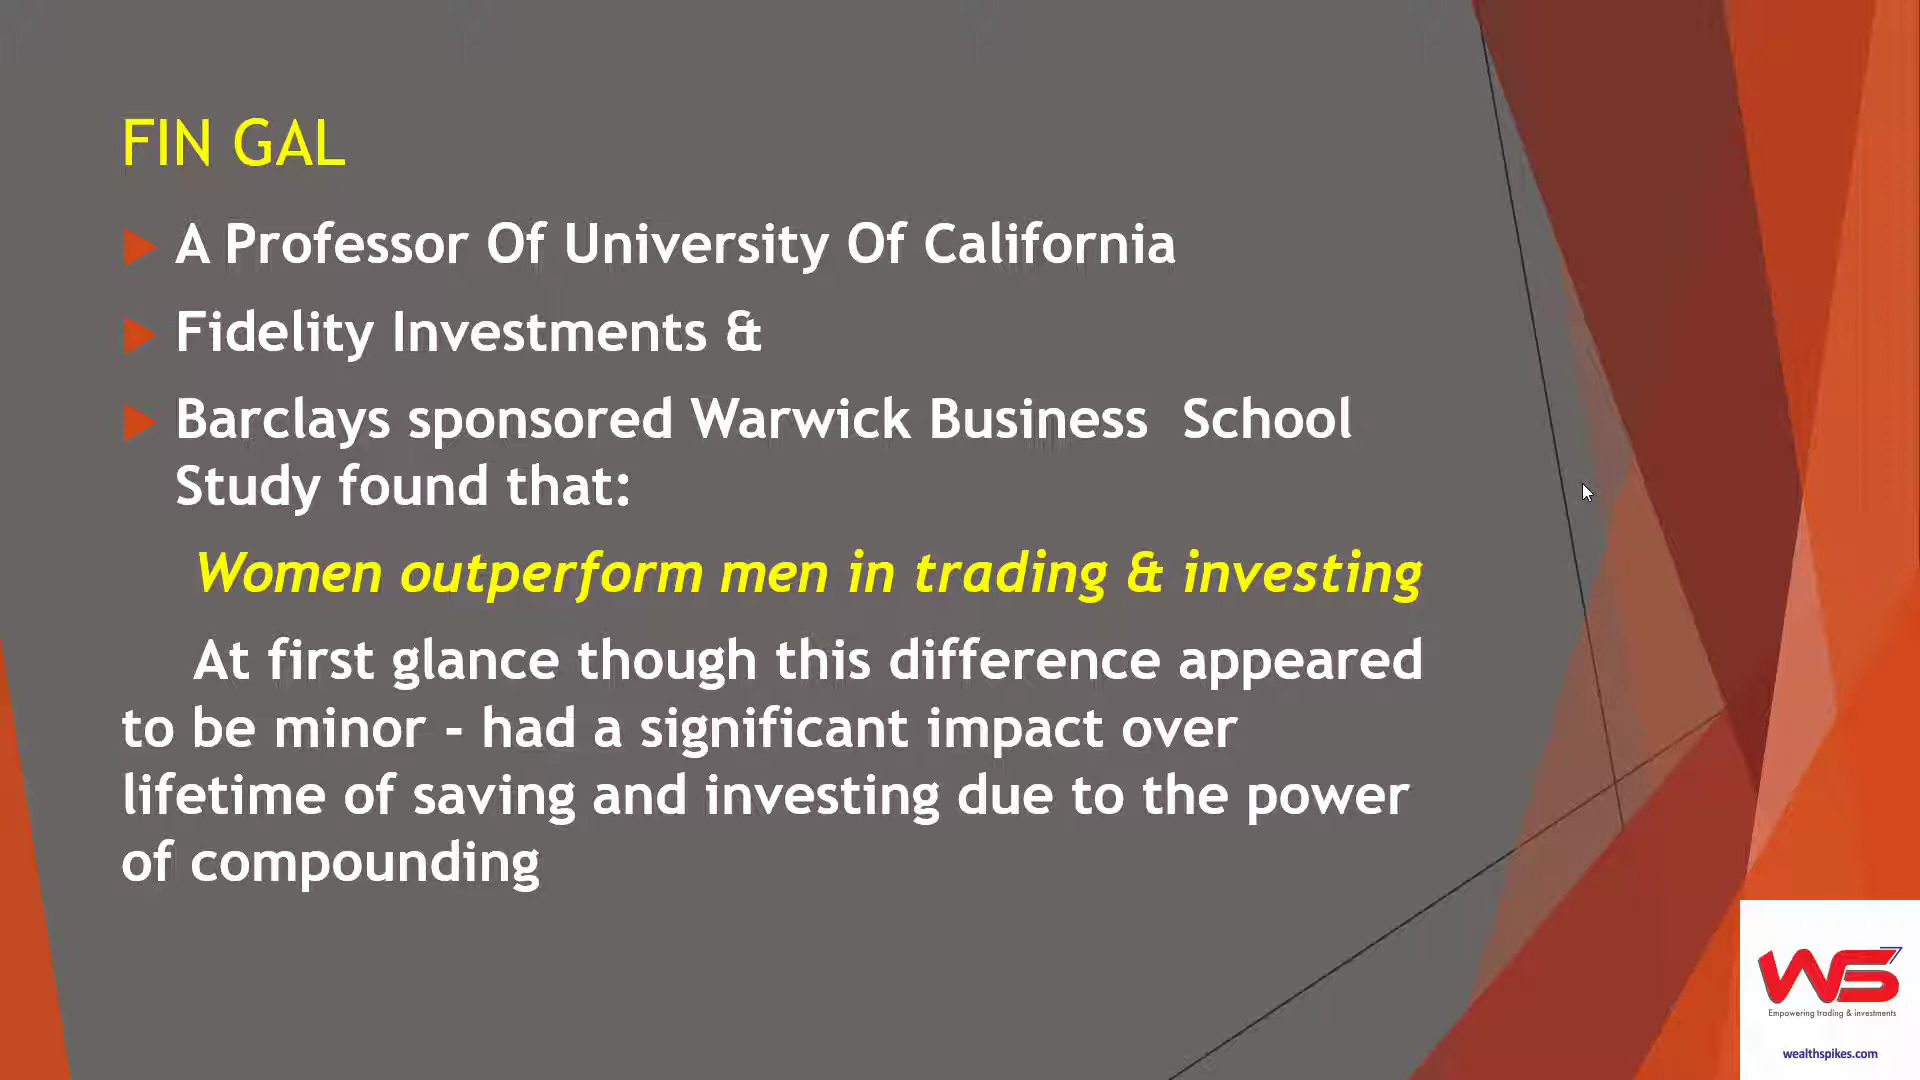 FIN GAL
A Professor Of University Of California
Fidelity Investments &
Barclays sponsored Warwick Business School
Study found that:
Women outperform men in trading & investing
At first glance though this difference appeared
to be minor - had a significant impact over
lifetime of saving and investing due to the power
of compounding
WS
Empowering trading & investments
wealthspikes.com